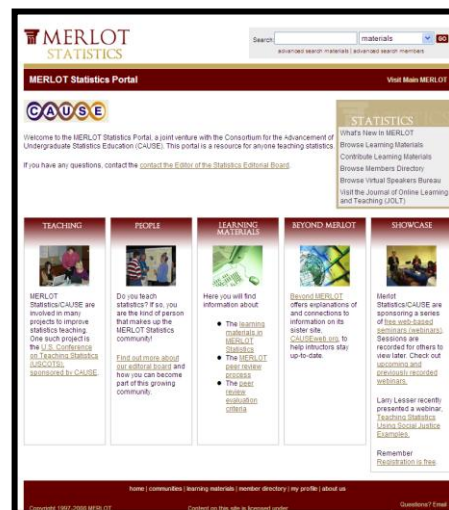 MERLOT
STATISTICS
Search:
materials
GO
advanced search materials | advanced search members
MERLOT Statistics Portal
Visit Main MERLOT
CAUSE
Welcome to the MERLOT Statistics Portal, a joint venture with the Consortium for the Advancement of
Undergraduate Statistics Education (CAUSE). This portal is a resource for anyone teaching statistics.
If you have any questions, contact the contact the Editor of the Statistics Editorial Board.
STATISTICS
What's New In MERLOT
Browse Learning Materials
Contribute Learning Materials
Browse Members Directory
Browse Virtual Speakers Bureau
Visit the Journal of Online Learning
and Teaching (JOLT)
TEACHING
MERLOT
Statistics/CAUSE are
involved in many
projects to improve
statistics teaching.
One such project is
the U.S. Conference
on Teaching Statistics
(USCOTS),
sponsored by CAUSE.
PEOPLE
Do you teach
statistics? If so, you
are the kind of person
that makes up the
MERLOT Statistics
community!
Find out more about
our editorial board and
how you can become
part of this growing
community.
LEARNING
MATERIALS
Here you will find
information about:
The learning
materials in
MERLOT
Statistics
The MERLOT
peer review
process
The peer
review
evaluation
criteria
BEYOND MERLOT
Beyond MERLOT
offers explanations of
and connections to
information on its
sister site,
CAUSEweb.org, to
help intructors stay
up-to-date.
SHOWCASE
Merlot
Statistics/CAUSE are
sponsoring a series
of free web-based
seminars (webinars).
Sessions are
recorded for others to
view later. Check out
upcoming and
previously recorded
webinars.
Larry Lesser recently
presented a webinar,
Teaching Statistics
Using Social Justice
Examples.
Remember
Registration is free.
home | communities | learning materials | member directory | my profile | about us
Copyright 1997-2008 MERLOT
Content on this site is licensed under
Questions? Email